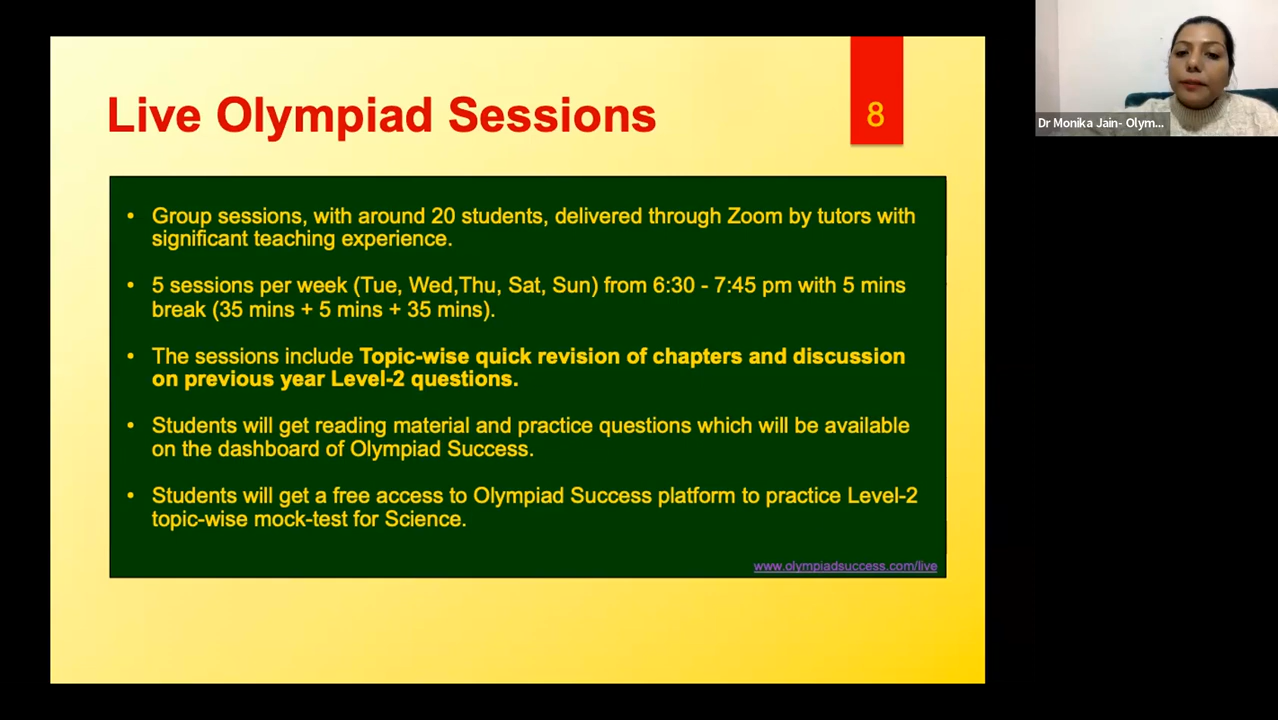 Live Olympiad Sessions
8
• Group sessions, with around 20 students, delivered through Zoom by tutors with
significant teaching experience.
• 5 sessions per week (Tue, Wed,Thu, Sat, Sun) from 6:30 - 7:45 pm with 5 mins
break (35 mins + 5 mins + 35 mins).
• The sessions include Topic-wise quick revision of chapters and discussion
on previous year Level-2 questions.
• Students will get reading material and practice questions which will be available
on the dashboard of Olympiad Success.
• Students will get a free access to Olympiad Success platform to practice Level-2
topic-wise mock-test for Science.
www.olympiadsuccess.com/live
Dr Monika Jain- Olym...